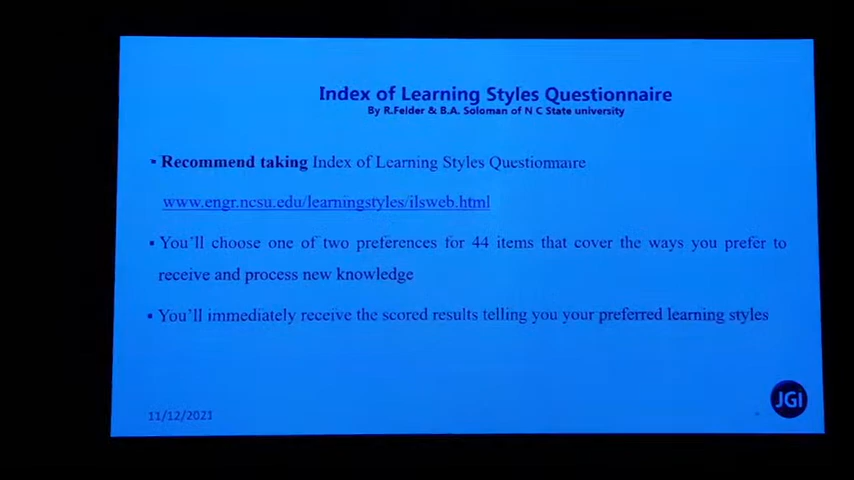 Index of Learning Styles Questionnaire
By R.Felder & B.A. Soloman of N C State university
▪ Recommend taking Index of Learning Styles Questionnaire
www.engr.ncsu.edu/learningstyles/ilsweb.html
▪ You'll choose one of two preferences for 44 items that cover the ways you prefer to
receive and process new knowledge
▪ You'll immediately receive the scored results telling you your preferred learning styles
11/12/2021
JGI